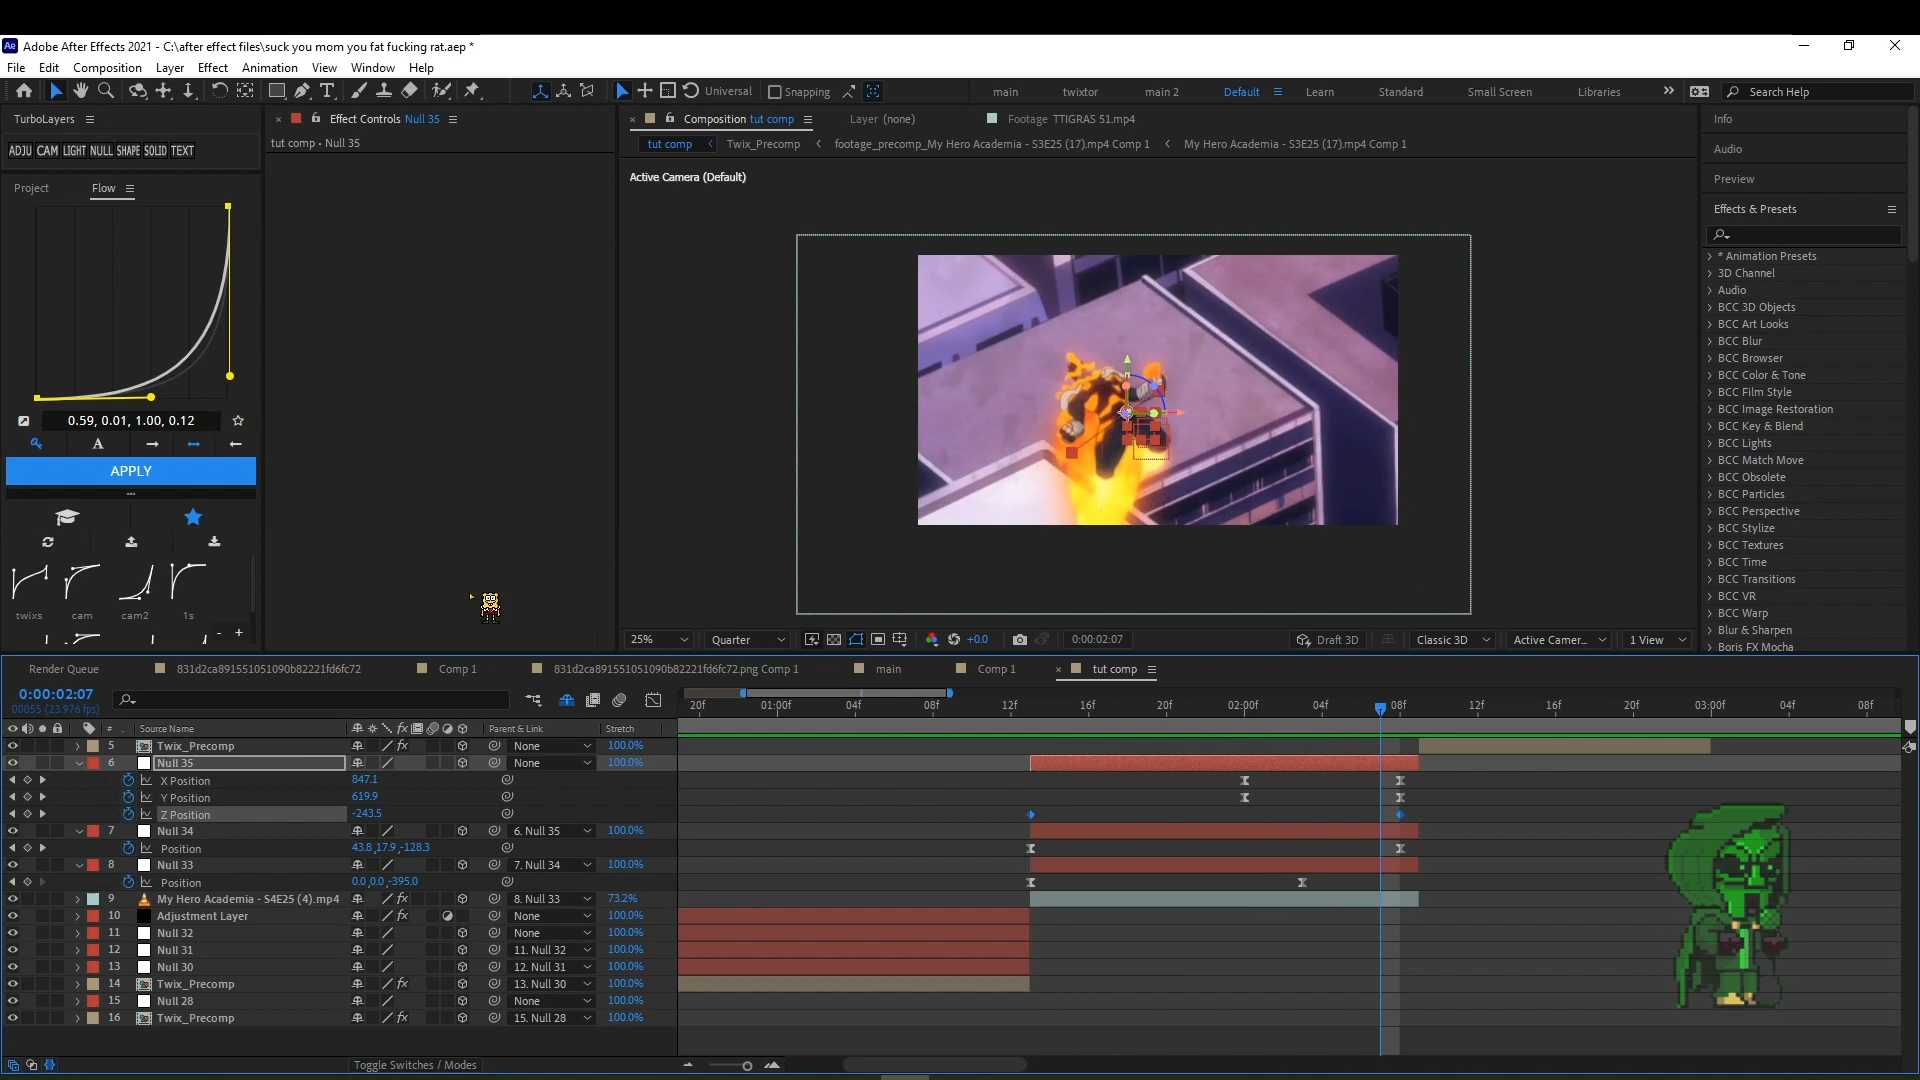 Ae Adobe After Effects 2021 - C:\after effect files\suck you mom you fat fucking rat.aep *
File Edit Composition Layer Effect Animation View Window Help
Universal Snapping main twixtor main 2 Default Learn Standard Small Screen Libraries Search Help
TurboLayers
ADJU CAM LIGHT NULL SHAPE SOLID TEXT
Project Flow
0.59, 0.01, 1.00, 0.12
A
APPLY
twixs cam cam2 1s
- +
Effect Controls Null 35
tut comp • Null 35
Composition tut comp Layer (none) Footage TTIGRAS 51.mp4
tut comp Twix_Precomp footage_precomp_My Hero Academia - S3E25 (17).mp4 Comp 1 My Hero Academia - S3E25 (17).mp4 Comp 1
Active Camera (Default)
25% Quarter +0.0 0:00:02:07 Draft 3D Classic 3D Active Camer... 1 View
Info
Audio
Preview
Effects & Presets
* Animation Presets
3D Channel
Audio
BCC 3D Objects
BCC Art Looks
BCC Blur
BCC Browser
BCC Color & Tone
BCC Film Style
BCC Image Restoration
BCC Key & Blend
BCC Lights
BCC Match Move
BCC Obsolete
BCC Particles
BCC Perspective
BCC Stylize
BCC Textures
BCC Time
BCC Transitions
BCC VR
BCC Warp
Blur & Sharpen
Boris FX Mocha
Render Queue 831d2ca891551051090b82221fd6fc72 Comp 1 831d2ca891551051090b82221fd6fc72.png Comp 1 main Comp 1 tut comp
0:00:02:07
00055 (23.976 fps)
20f 01:00f 04f 08f 12f 16f 20f 02:00f 04f 08f 12f 16f 20f 03:00f 04f 08f
# Source Name fx Parent & Link Stretch
5 Twix_Precomp fx None 100.0%
6 Null 35 None 100.0%
X Position 847.1
Y Position 619.9
Z Position -243.5
7 Null 34 6. Null 35 100.0%
Position 43.8,17.9,-128.3
8 Null 33 7. Null 34 100.0%
Position 0.0,0.0,-395.0
9 My Hero Academia - S4E25 (4).mp4 fx 8. Null 33 73.2%
10 Adjustment Layer fx None 100.0%
11 Null 32 None 100.0%
12 Null 31 11. Null 32 100.0%
13 Null 30 12. Null 31 100.0%
14 Twix_Precomp fx 13. Null 30 100.0%
15 Null 28 None 100.0%
16 Twix_Precomp fx 15. Null 28 100.0%
Toggle Switches / Modes